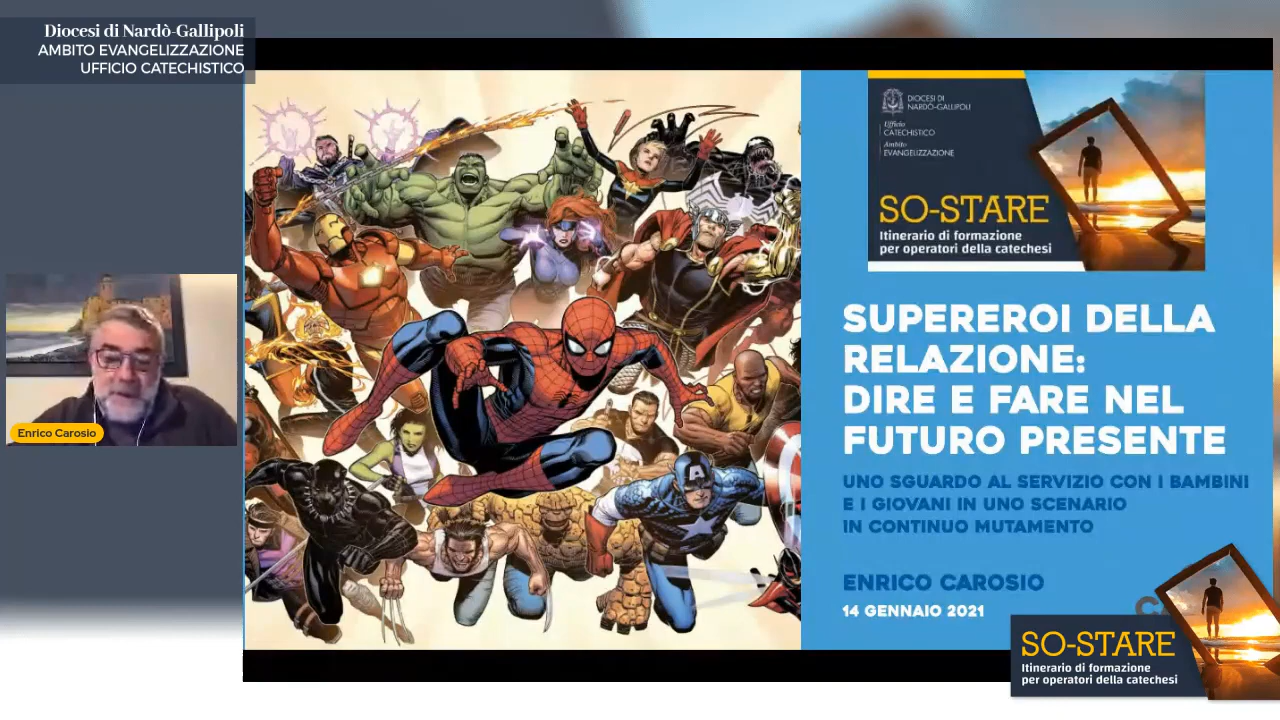 Diocesi di Nardò-Gallipoli
AMBITO EVANGELIZZAZIONE
UFFICIO CATECHISTICO
DIOCESI DI
NARDÒ-GALLIPOLI
Ufficio
CATECHISTICO
Ambito
EVANGELIZZAZIONE
SO-STARE
Itinerario di formazione
per operatori della catechesi
SUPEREROI DELLA
RELAZIONE:
DIRE E FARE NEL
FUTURO PRESENTE
UNO SGUARDO AL SERVIZIO CON I BAMBINI
E I GIOVANI IN UNO SCENARIO
IN CONTINUO MUTAMENTO
ENRICO CAROSIO
14 GENNAIO 2021
Enrico Carosio
A
SO-STARE
Itinerario di formazione
per operatori della catechesi